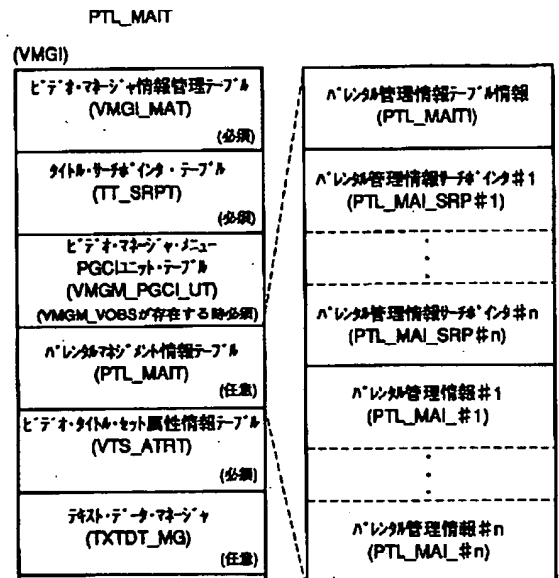 PTL_MAIT
(VMGI)
ビデオ・マネージャ情報管理テーブル
(VMGI_MAT)
(必須)
タイトル・サーチポインタ・テーブル
(TT_SRPT)
(必須)
ビデオ・マネージャ・メニュー
PGCIユニット・テーブル
(VMGM_PGCI_UT)
(VMGM_VOBSが存在する時必須)
パレンタルマネジメント情報テーブル
(PTL_MAIT)
(任意)
ビデオ・タイトル・セット属性情報テーブル
(VTS_ATRT)
(必須)
テキスト・データ・マネージャ
(TXTDT_MG)
(任意)
パレンタル管理情報テーブル情報
(PTL_MAITI)
パレンタル管理情報サーチポインタ#1
(PTL_MAI_SRP#1)
パレンタル管理情報サーチポインタ#n
(PTL_MAI_SRP#n)
パレンタル管理情報#1
(PTL_MAI_#1)
パレンタル管理情報#n
(PTL_MAI_#n)